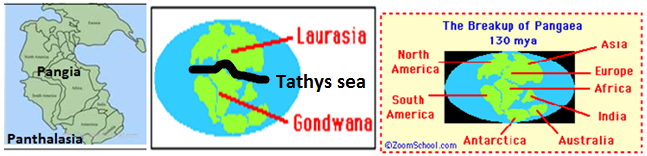 Pangia
Panthalasia
Laurasia
Tathys sea
Gondwana
The Breakup of Pangaea
130 mya
North
America
Asia
Europe
Africa
South
America
India
Antarctica
Australia
©ZoomSchool.com